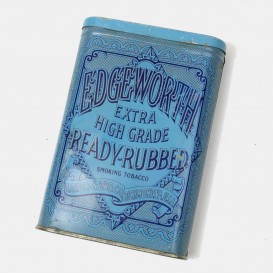 EDGEWORTH
EXTRA
HIGH GRADE
READY-RUBBED
SMOKING TOBACCO